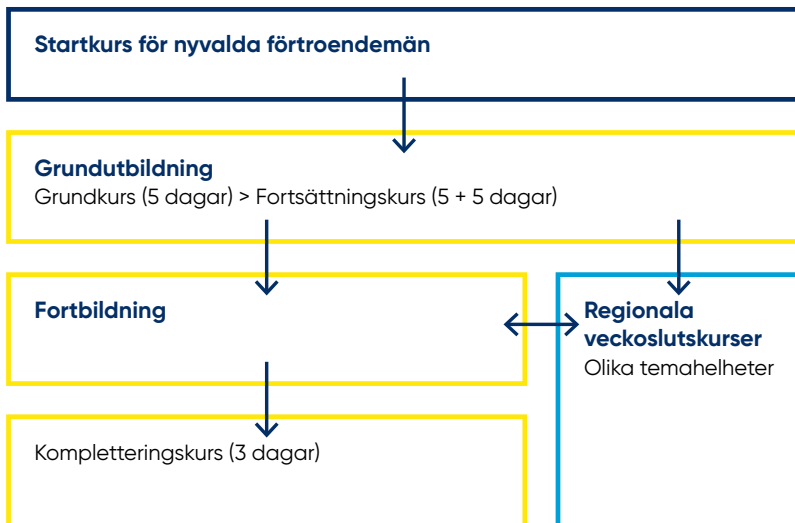 Startkurs för nyvalda förtroendemän
Grundutbildning
Grundkurs (5 dagar) > Fortsättningskurs (5 + 5 dagar)
Fortbildning
Regionala
veckoslutskurser
Olika temahelheter
Kompletteringskurs (3 dagar)